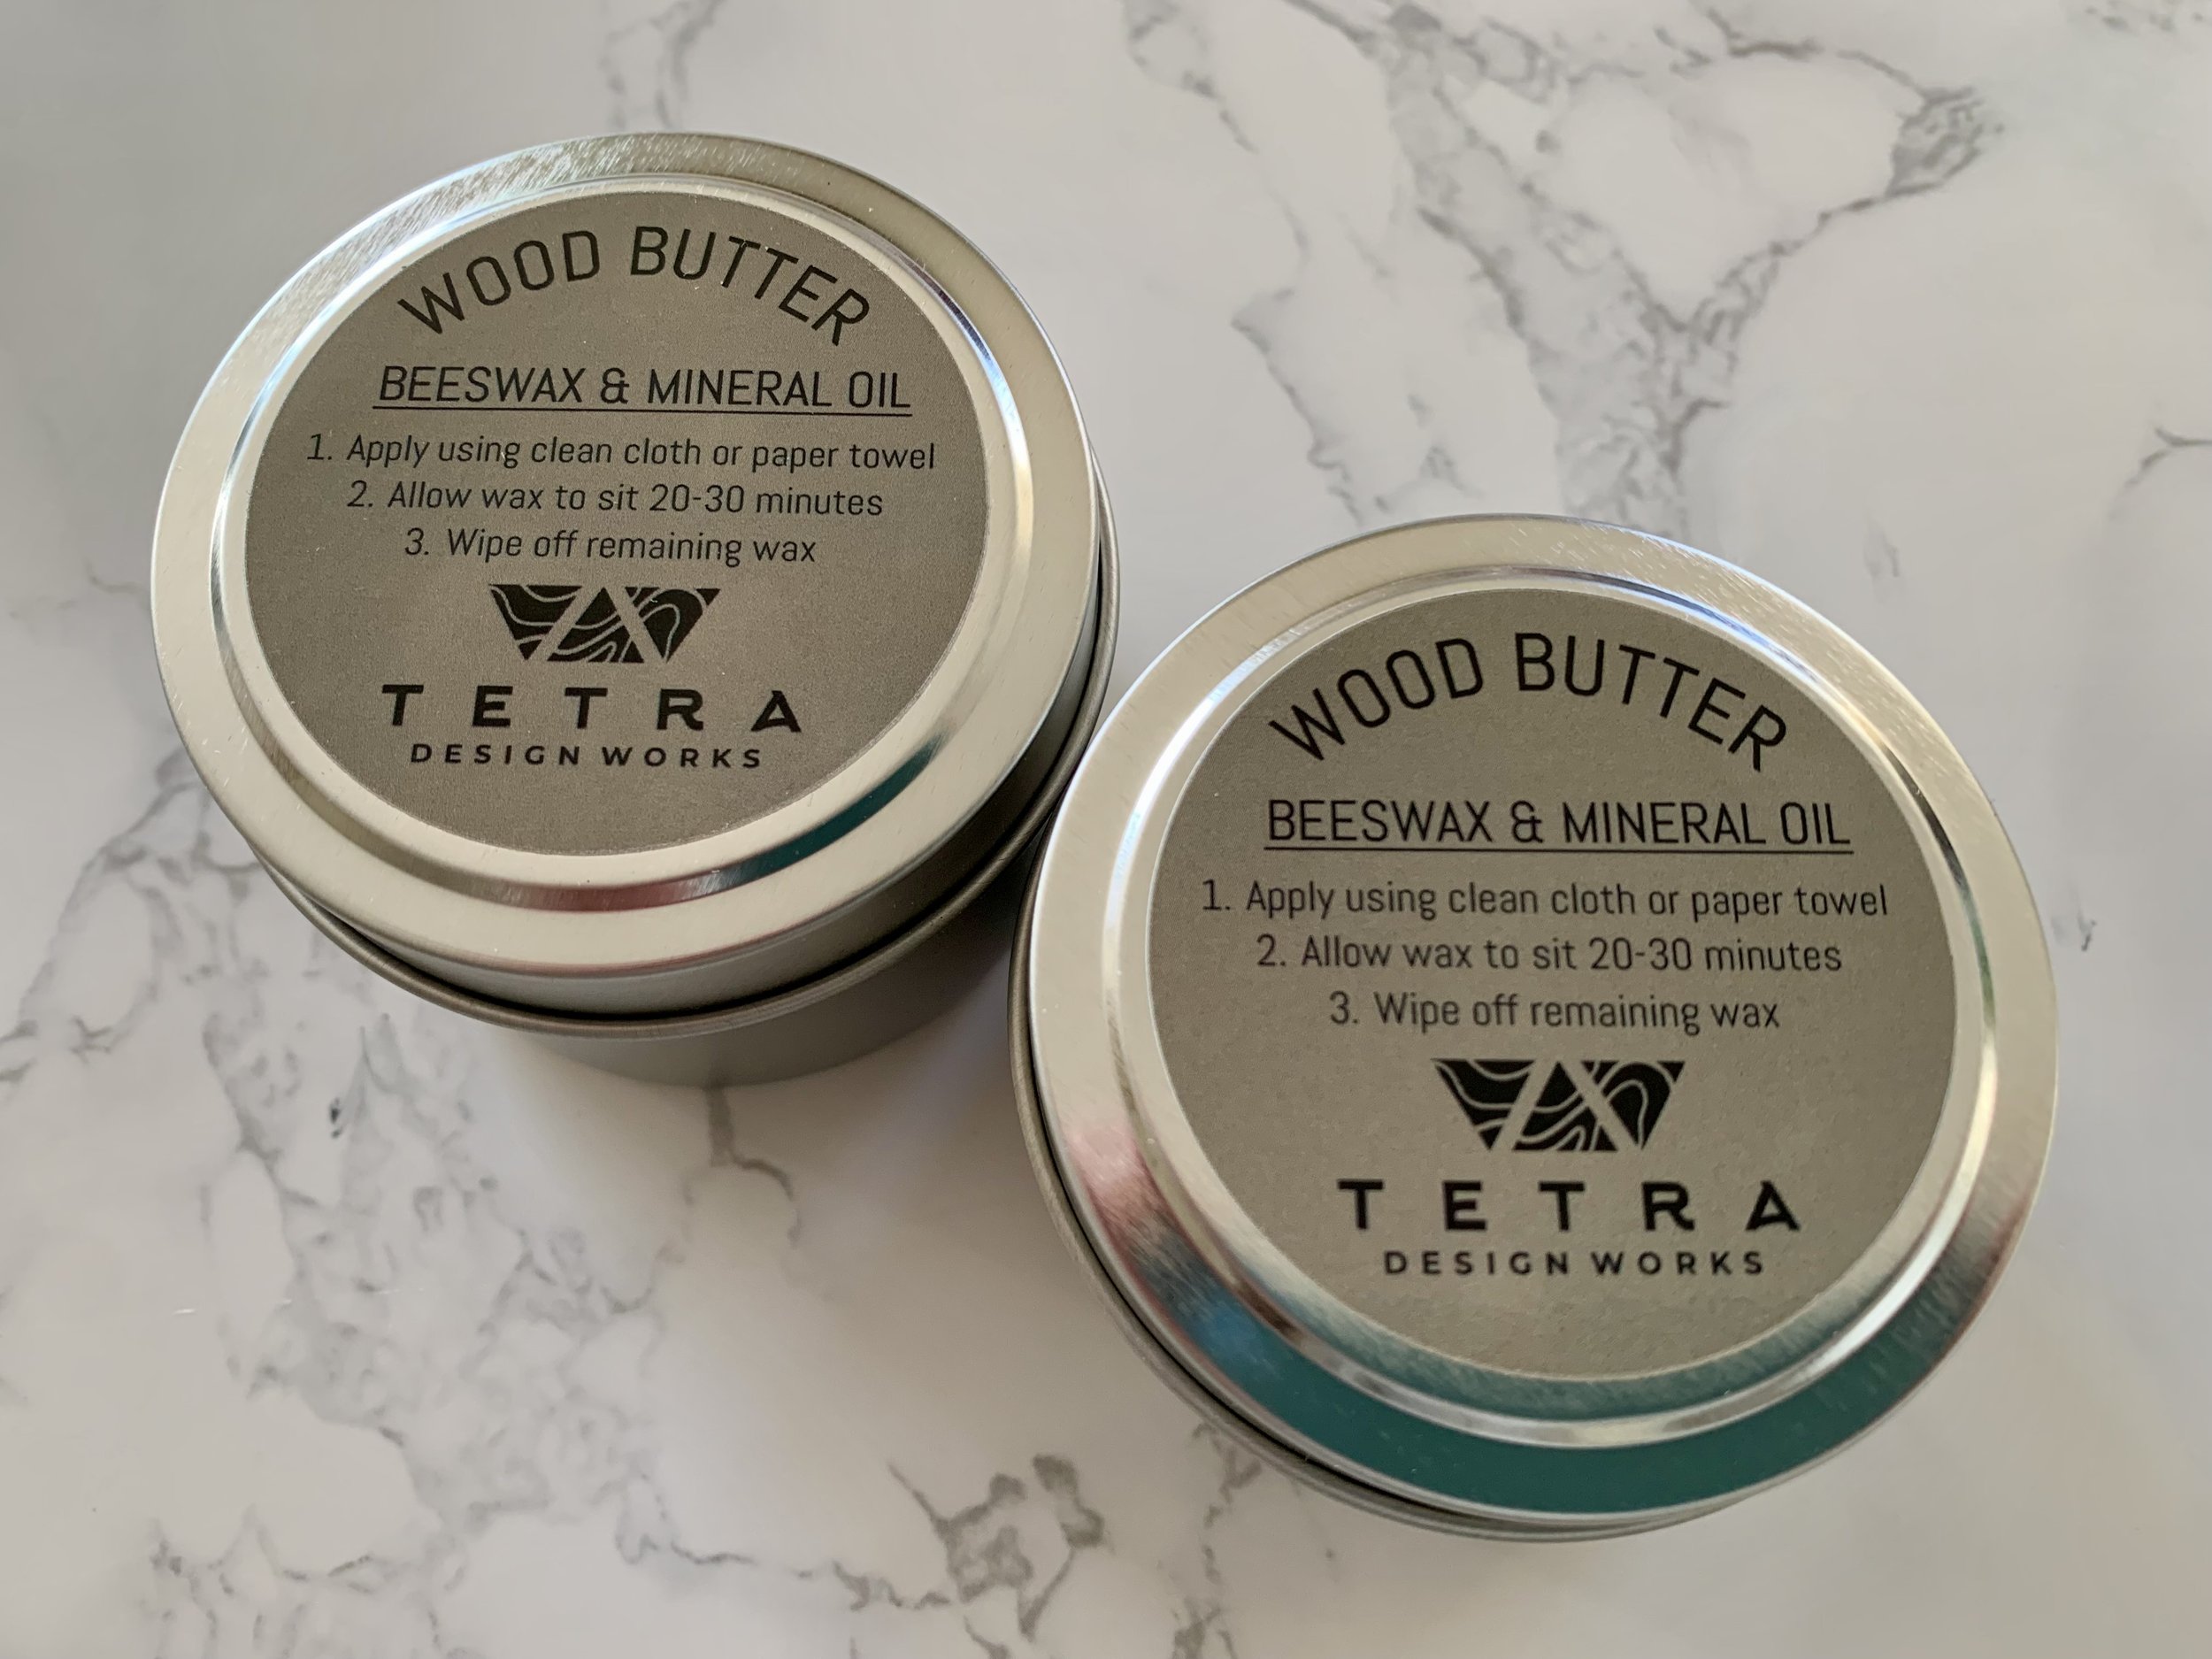 WOOD BUTTER
BEESWAX & MINERAL OIL
1. Apply using clean cloth or paper towel
2. Allow wax to sit 20-30 minutes
3. Wipe off remaining wax
TETRA
DESIGN WORKS
WOOD BUTTER
BEESWAX & MINERAL OIL
1. Apply using clean cloth or paper towel
2. Allow wax to sit 20-30 minutes
3. Wipe off remaining wax
TETRA
DESIGN WORKS